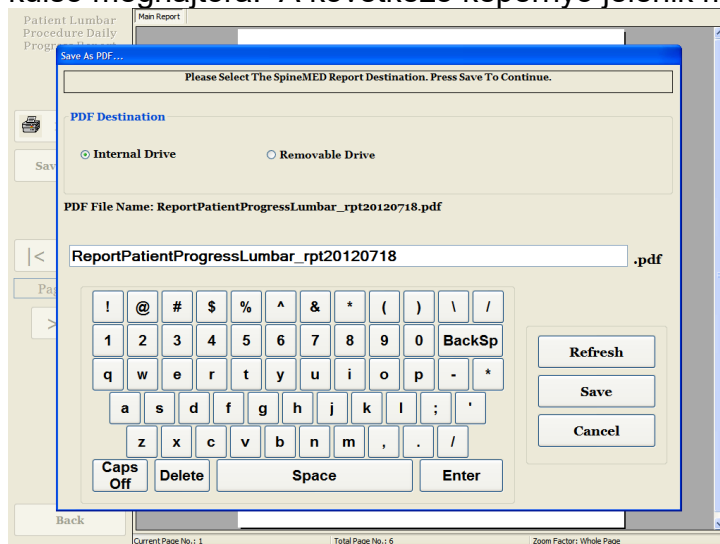 Patient Lumbar
Procedure Daily
Main Report
Save As PDF...
Please Select The SpineMED Report Destination. Press Save To Continue.
PDF Destination
Internal Drive
Removable Drive
PDF File Name: ReportPatientProgressLumbar_rpt20120718.pdf
ReportPatientProgressLumbar_rpt20120718 .pdf
! @ # $ % ^ & * ( ) \ /
1 2 3 4 5 6 7 8 9 0 BackSp
q w e r t y u i o p - *
a s d f g h j k l ; '
z x c v b n m , . /
Caps Off Delete Space Enter
Refresh
Save
Cancel
|<
>
Back
Current Page No.: 1 Total Page No.: 6 Zoom Factor: Whole Page